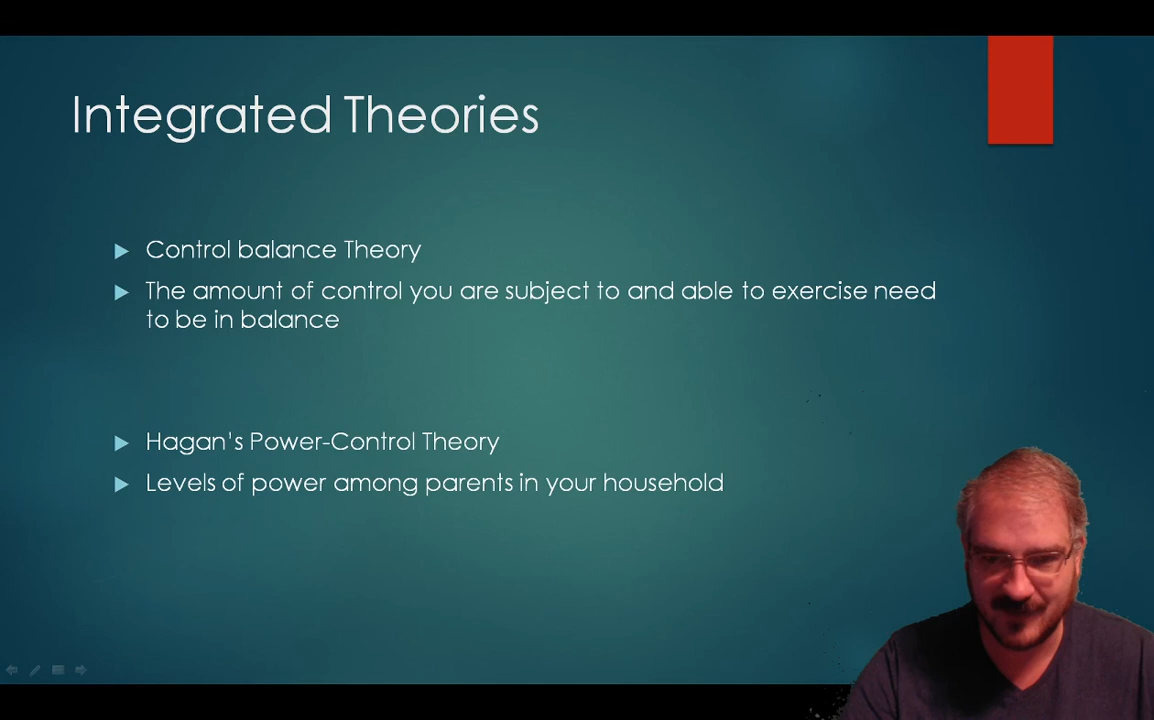 Integrated Theories
Control balance Theory
The amount of control you are subject to and able to exercise need
to be in balance
Hagan's Power-Control Theory
Levels of power among parents in your household